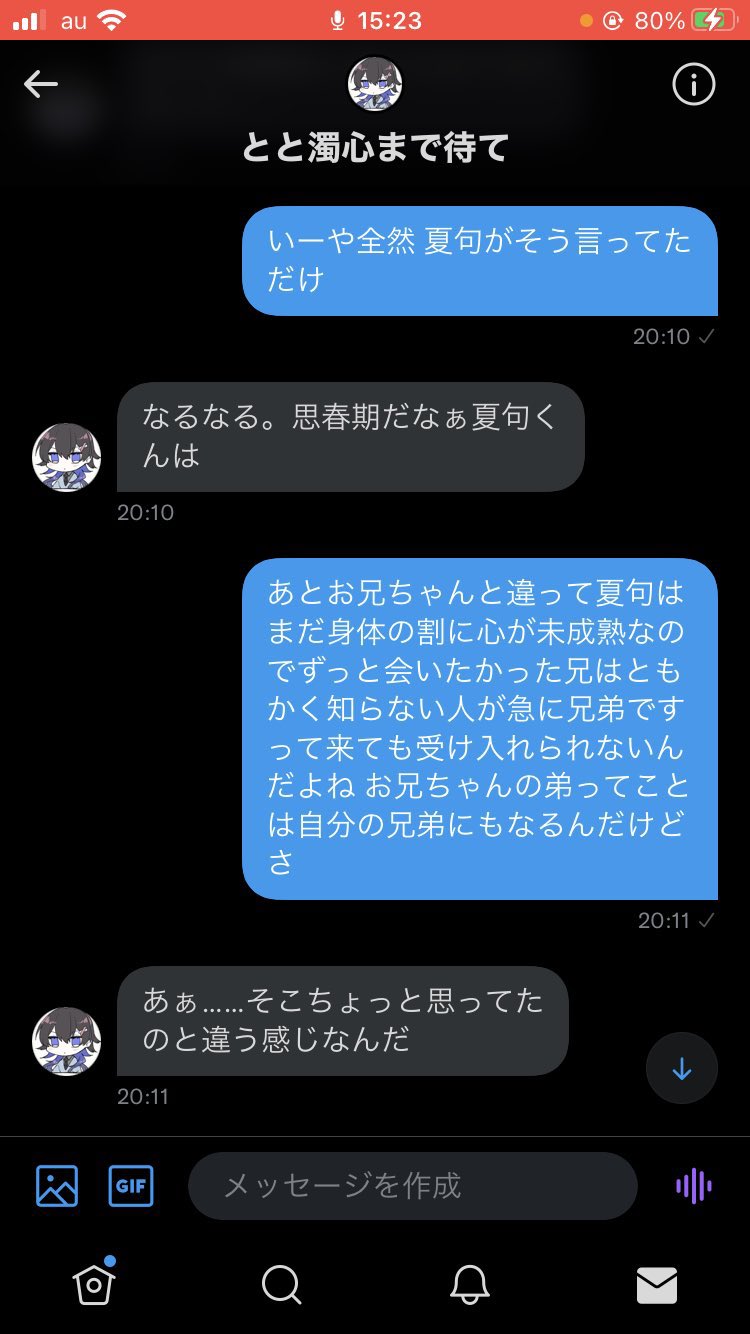 au 15:23 80%
とと濁心まで待て
いーや全然 夏句がそう言ってた
だけ
20:10
なるなる。思春期だなぁ夏句く
んは
20:10
あとお兄ちゃんと違って夏句は
まだ身体の割に心が未成熟なの
でずっと会いたかった兄はとも
かく知らない人が急に兄弟です
って来ても受け入れられないん
だよね お兄ちゃんの弟ってこと
は自分の兄弟にもなるんだけど
さ
20:11
あぁ……そこちょっと思ってた
のと違う感じなんだ
20:11
GIF メッセージを作成